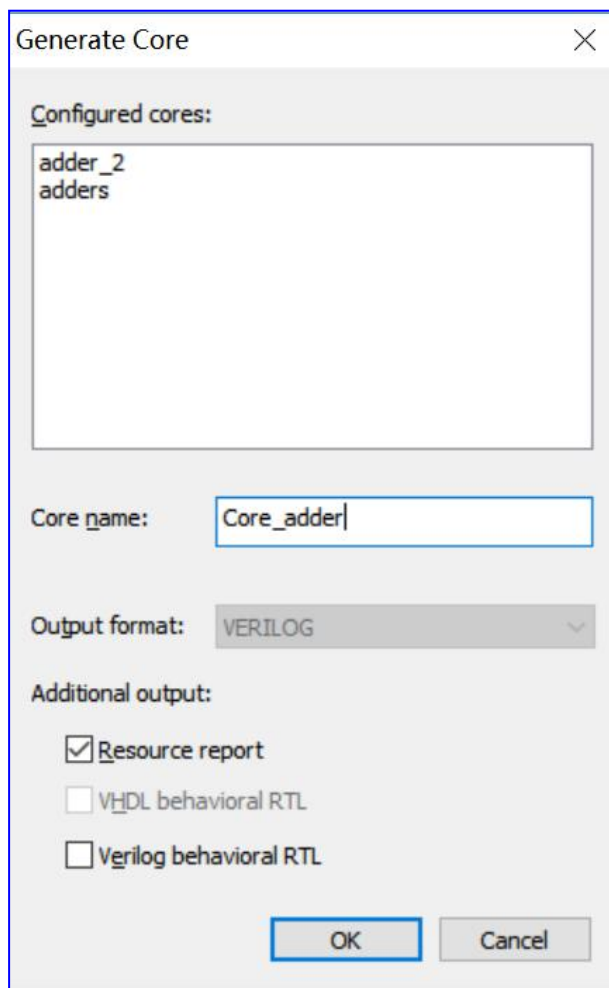 Generate Core
Configured cores:
adder_2
adders
Core name: Core_adder
Output format: VERILOG
Additional output:
Resource report
VHDL behavioral RTL
Verilog behavioral RTL
OK Cancel